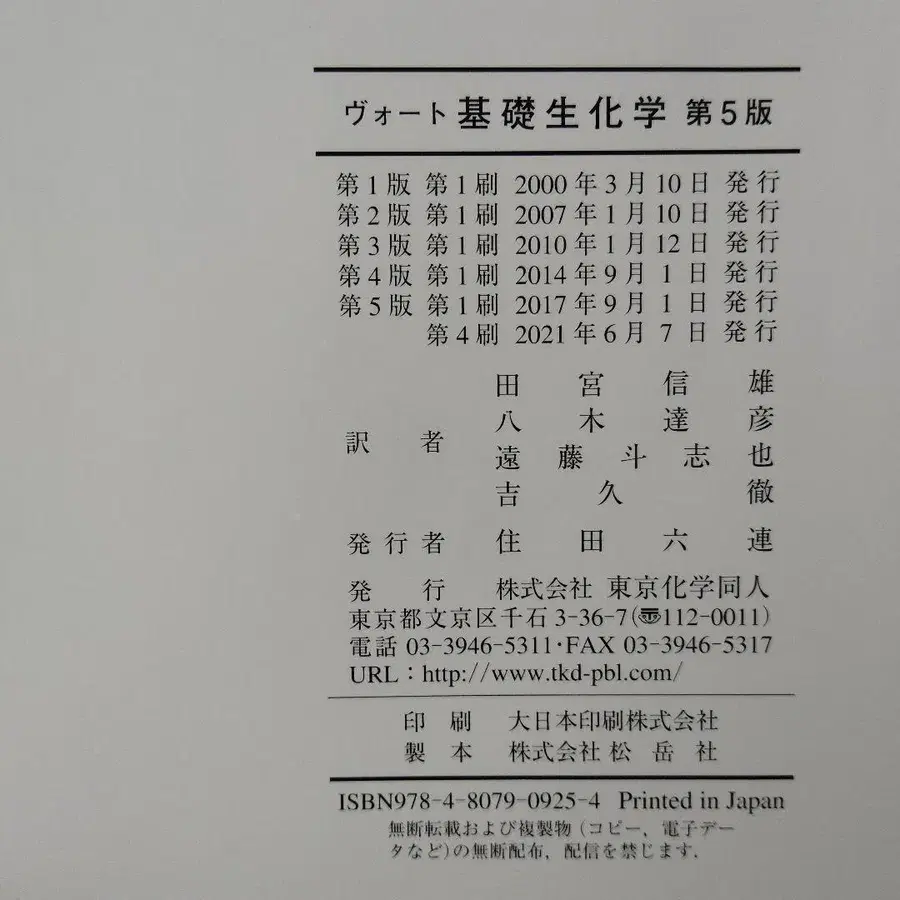 ヴォート 基礎生化学 第5版
第1版 第1刷 2000年3月10日 発行
第2版 第1刷 2007年1月10日 発行
第3版 第1刷 2010年1月12日 発行
第4版 第1刷 2014年9月1日 発行
第5版 第1刷 2017年9月1日 発行
第4刷 2021年6月7日 発行
田宮信雄
八木達彦
訳者
遠藤斗志也
吉久徹
発行者 住田六連
発行 株式会社 東京化学同人
東京都文京区千石3-36-7(〠112-0011)
電話 03-3946-5311・FAX 03-3946-5317
URL：http://www.tkd-pbl.com/
印刷 大日本印刷株式会社
製本 株式会社 松岳社
ISBN978-4-8079-0925-4 Printed in Japan
無断転載および複製物（コピー，電子デー
タなど）の無断配布，配信を禁じます．